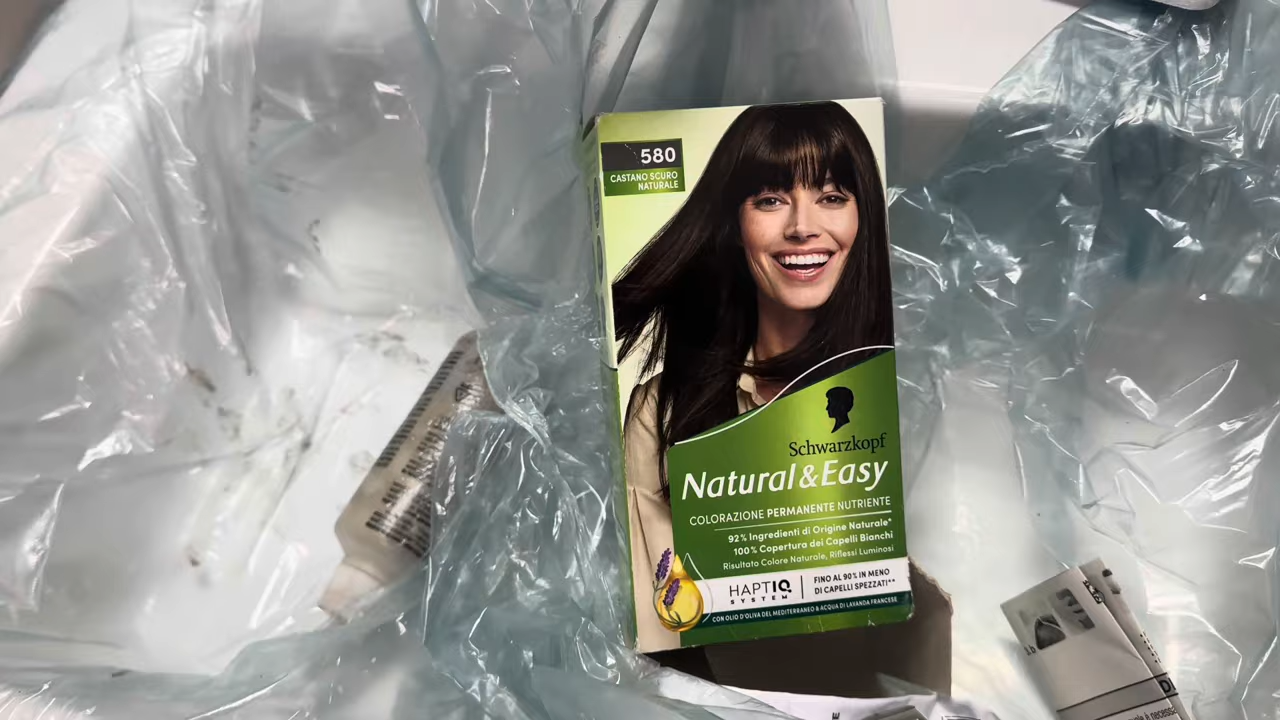 580
CASTANO SCURO
NATURALE
Schwarzkopf
Natural&Easy
COLORAZIONE PERMANENTE NUTRIENTE
92% Ingredienti di Origine Naturale*
100% Copertura dei Capelli Bianchi
Risultato Colore Naturale, Riflessi Luminosi
HAPTIQ
SYSTEM
FINO AL 90% IN MENO
DI CAPELLI SPEZZATI**
CON OLIO D'OLIVA DEL MEDITERRANEO & ACQUA DI LAVANDA FRANCESE
3.b